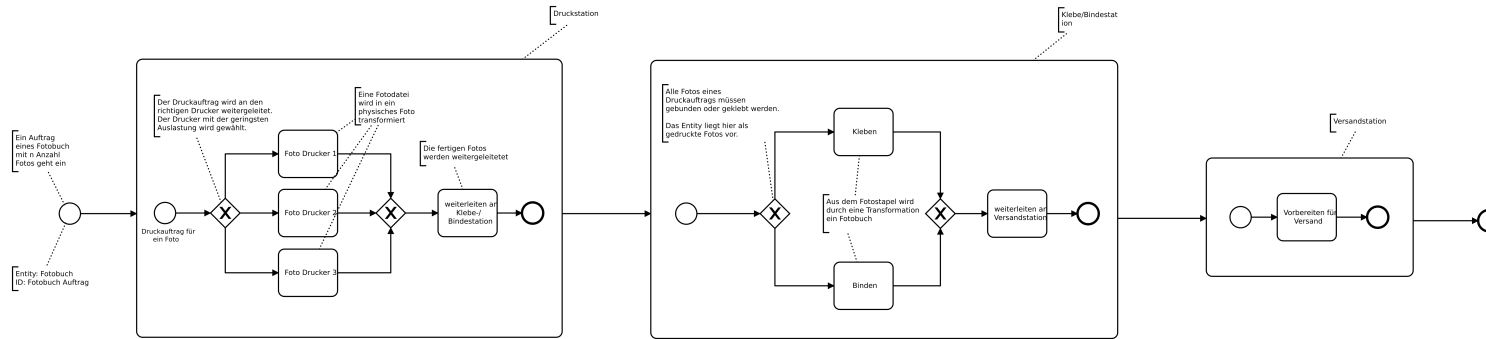 Druckstation
Klebe/Bindestat
ion
Ein Auftrag
eines Fotobuch
mit n Anzahl
Fotos geht ein
Entity: Fotobuch
ID: Fotobuch Auftrag
Der Druckauftrag wird an den
richtigen Drucker weitergeleitet.
Der Drucker mit der geringsten
Auslastung wird gewählt.
Eine Fotodatei
wird in ein
physisches Foto
transformiert
Druckauftrag für
ein Foto
X
Foto Drucker 1
Foto Drucker 2
Foto Drucker 3
X
Die fertigen Fotos
werden weitergeleitetet
weiterleiten an
Klebe-/
Bindestation
Alle Fotos eines
Druckauftrags müssen
gebunden oder geklebt werden.
Das Entity liegt hier als
gedruckte Fotos vor.
X
Kleben
Aus dem Fotostapel wird
durch eine Transformation
ein Fotobuch
Binden
X
weiterleiten an
Versandstation
Versandstation
Vorbereiten für
Versand